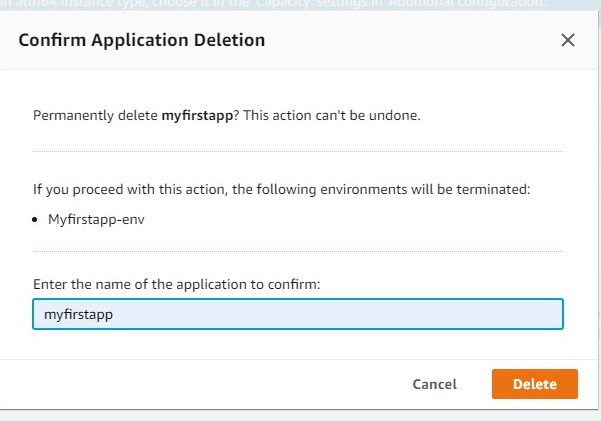 an arm64 instance type, choose it in the 'Capacity' settings in 'Additional configuration.
Confirm Application Deletion
Permanently delete myfirstapp? This action can't be undone.
If you proceed with this action, the following environments will be terminated:
• Myfirstapp-env
Enter the name of the application to confirm:
myfirstapp
Cancel
Delete